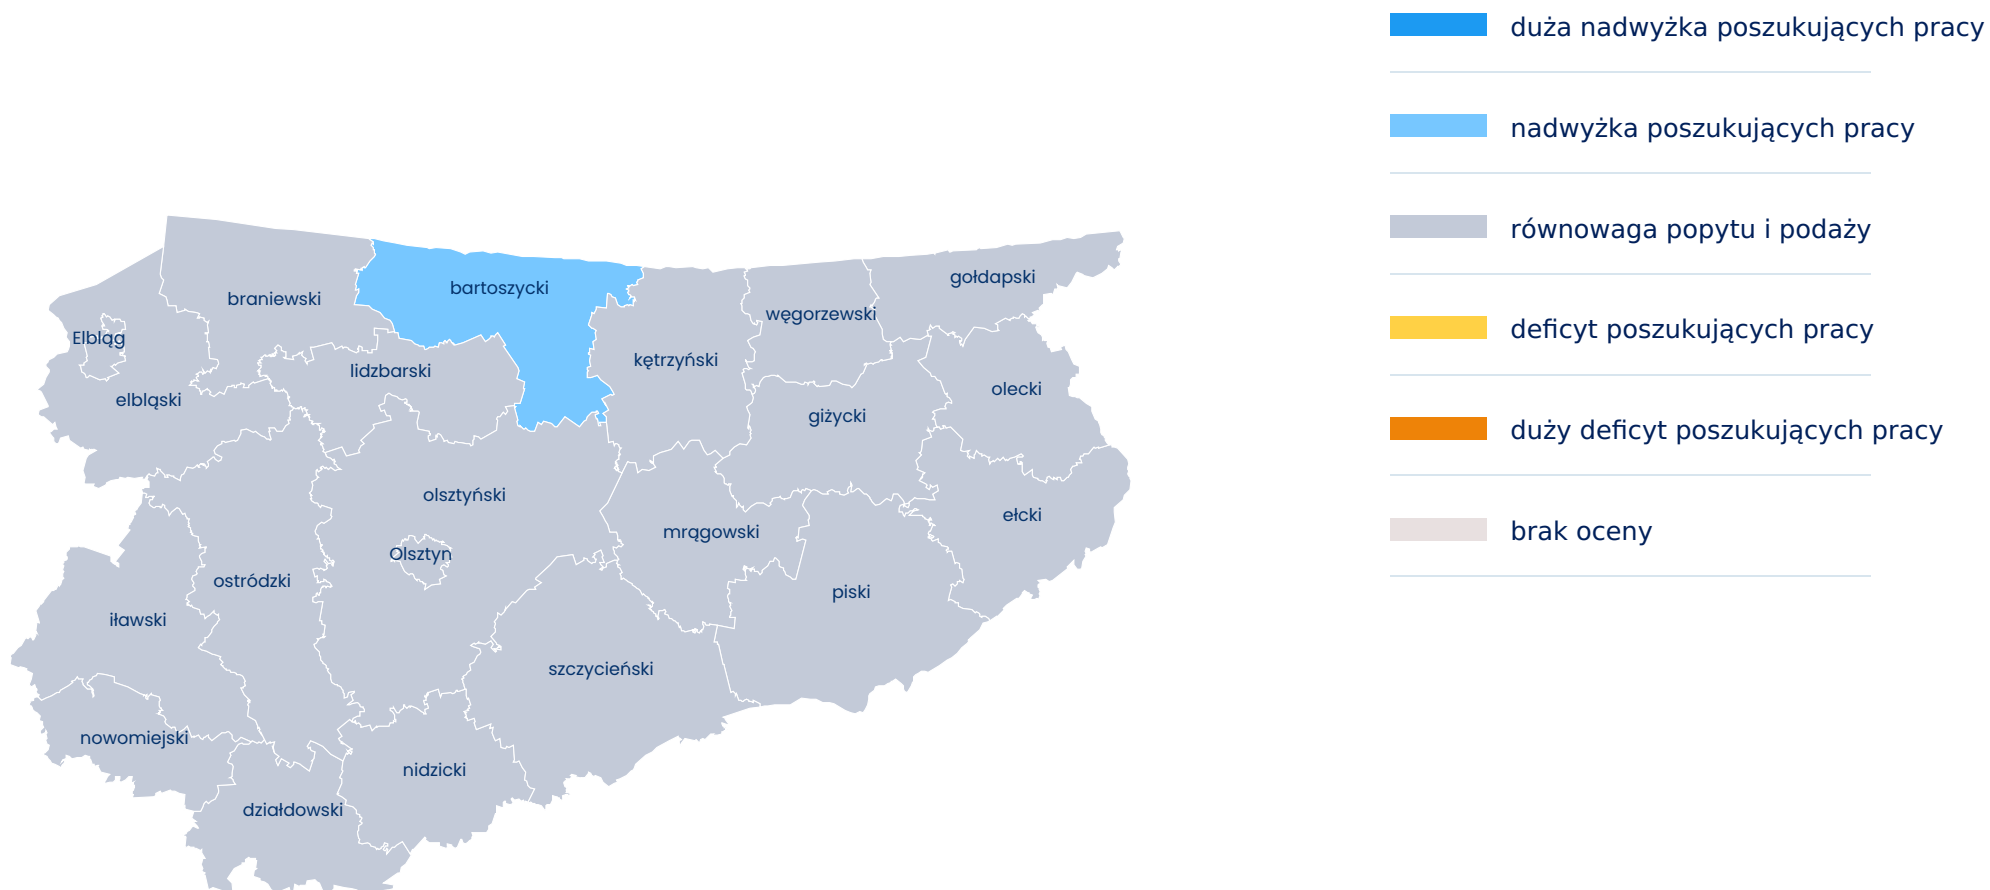 duża nadwyżka poszukujących pracy
nadwyżka poszukujących pracy
równowaga popytu i podaży
deficyt poszukujących pracy
duży deficyt poszukujących pracy
brak oceny
gołdapski
bartoszycki
braniewski
węgorzewski
Elbląg
kętrzyński
lidzbarski
olecki
elbląski
giżycki
olsztyński
ełcki
mrągowski
Olsztyn
ostródzki
piski
iławski
szczycieński
nowomiejski
nidzicki
działdowski